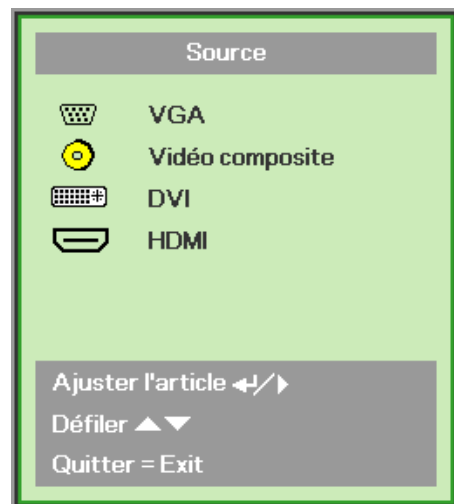 Source
VGA
Vidéo composite
DVI
HDMI
Ajuster l'article ↵/▶
Défiler ▲▼
Quitter = Exit